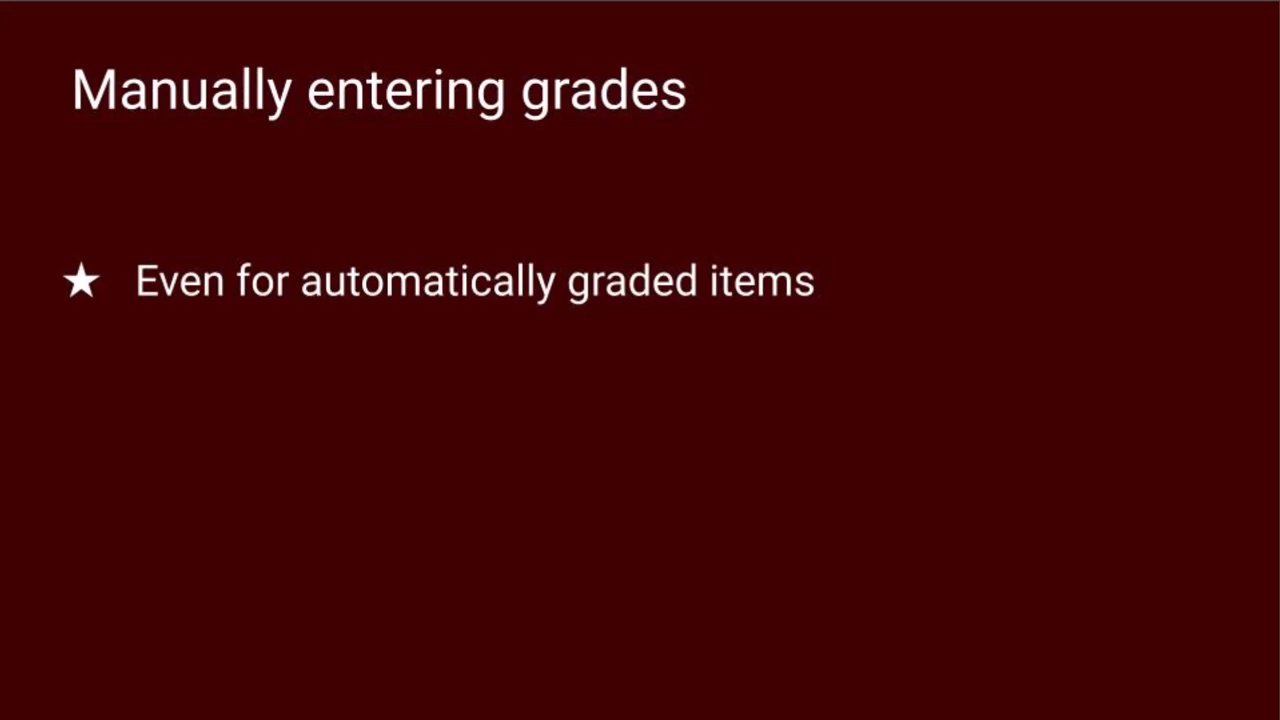 Manually entering grades
★ Even for automatically graded items